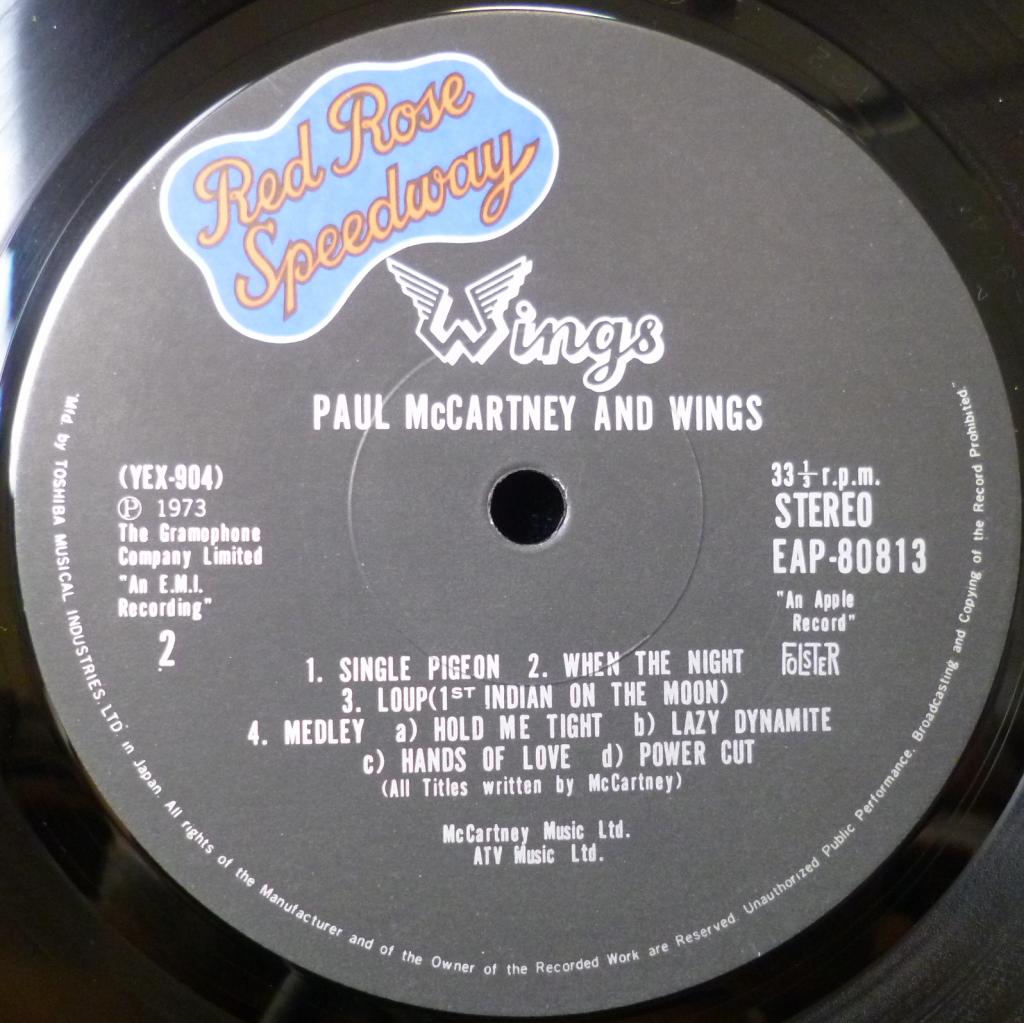 Red Rose
Speedway
Wings
PAUL McCARTNEY AND WINGS
(YEX-904)
Ⓟ 1973
The Gramophone
Company Limited
"An E.M.I.
Recording"
2
33⅓ r.p.m.
STEREO
EAP-80813
"An Apple
Record"
FOLSTER
1. SINGLE PIGEON 2. WHEN THE NIGHT
3. LOUP(1ST INDIAN ON THE MOON)
4. MEDLEY a) HOLD ME TIGHT b) LAZY DYNAMITE
c) HANDS OF LOVE d) POWER CUT
(All Titles written by McCartney)
McCartney Music Ltd.
ATV Music Ltd.
"Mfd. by TOSHIBA MUSICAL INDUSTRIES, LTD. in Japan. All rights of the Manufacturer and of the Owner of the Recorded Work are Reserved. Unauthorized Public Performance, Broadcasting and Copying of the Record Prohibited."